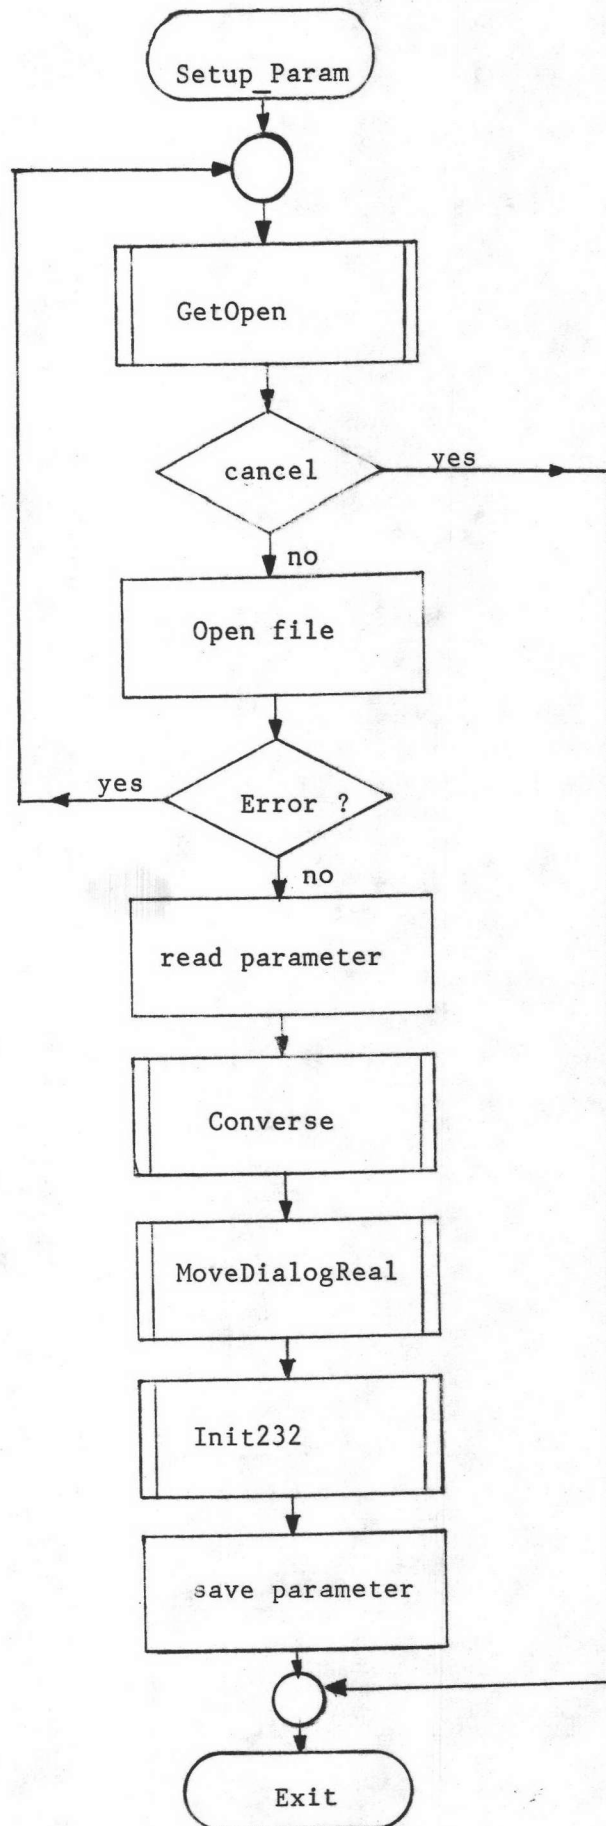 Setup_Param
GetOpen
cancel
yes
no
Open file
yes
Error ?
no
read parameter
Converse
MoveDialogReal
Init232
save parameter
Exit